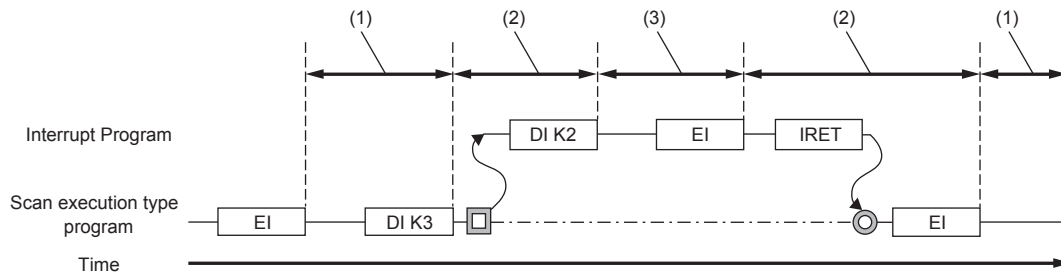 (1) (2) (3) (2) (1)
Interrupt Program DI K2 EI IRET
Scan execution type
program EI DI K3 EI
Time